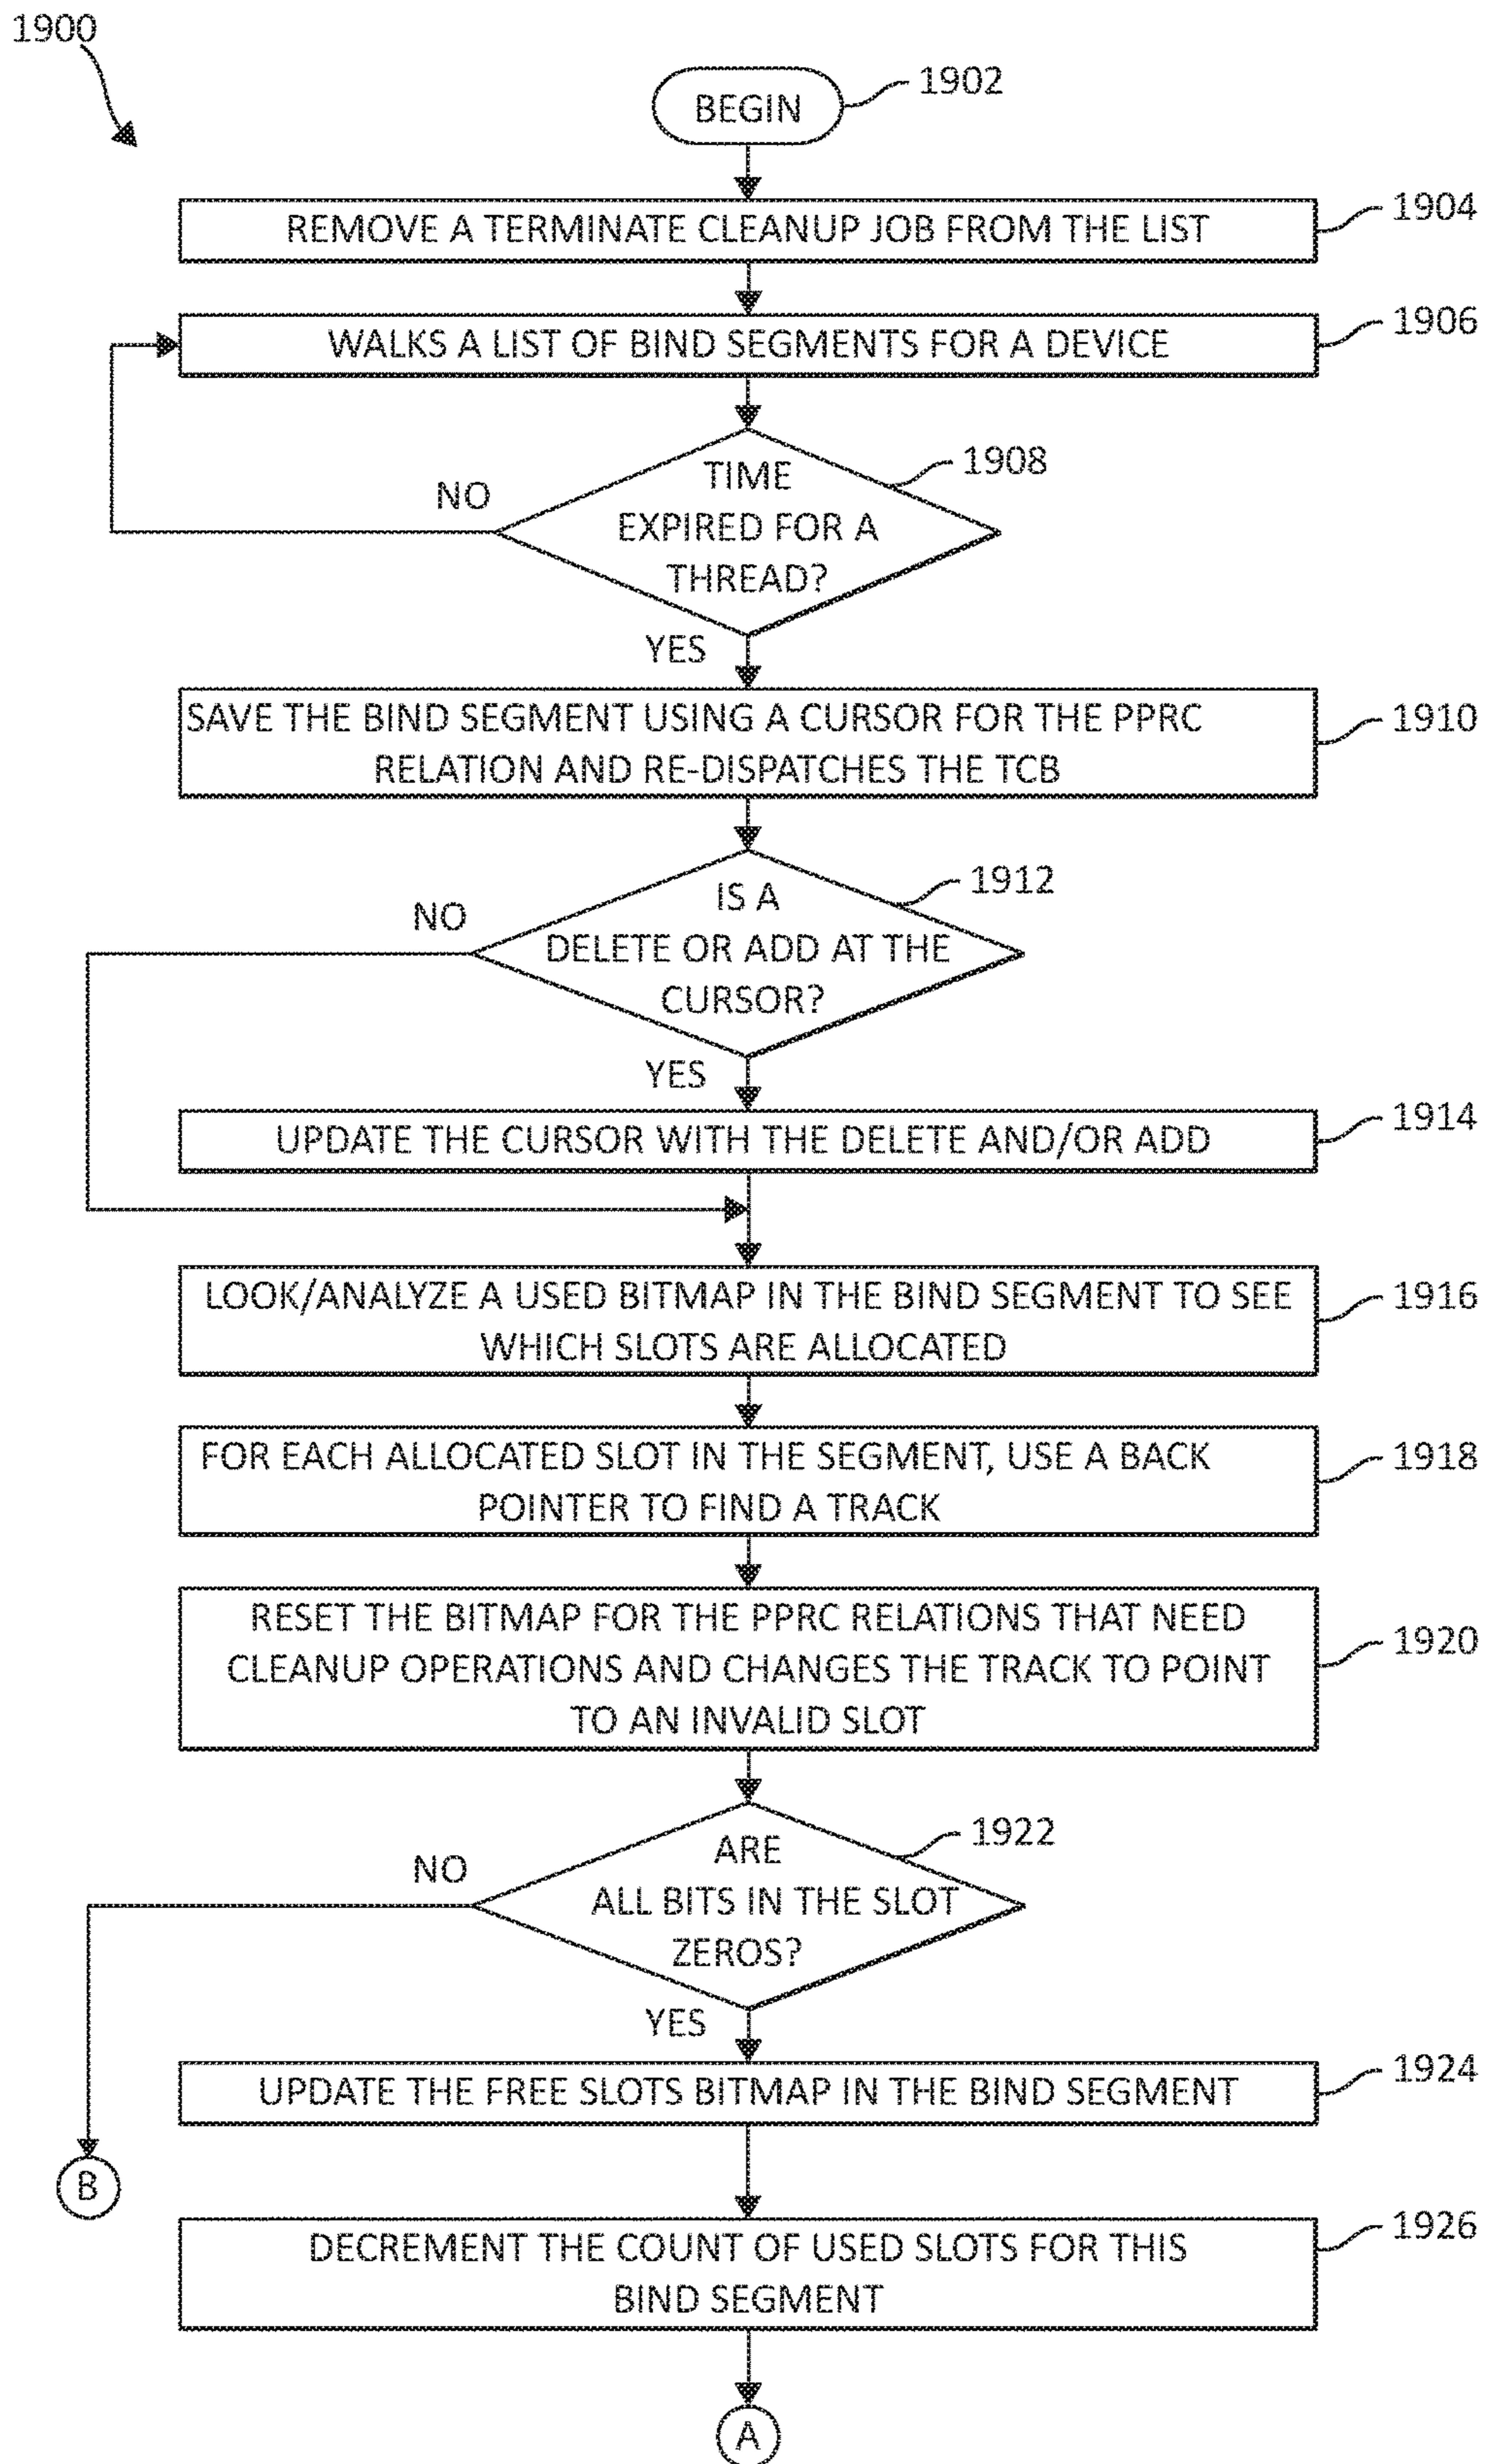 1900
BEGIN
1902
REMOVE A TERMINATE CLEANUP JOB FROM THE LIST
1904
WALKS A LIST OF BIND SEGMENTS FOR A DEVICE
1906
TIME
EXPIRED FOR A
THREAD?
1908
NO
YES
SAVE THE BIND SEGMENT USING A CURSOR FOR THE PPRC
RELATION AND RE-DISPATCHES THE TCB
1910
IS A
DELETE OR ADD AT THE
CURSOR?
1912
NO
YES
UPDATE THE CURSOR WITH THE DELETE AND/OR ADD
1914
LOOK/ANALYZE A USED BITMAP IN THE BIND SEGMENT TO SEE
WHICH SLOTS ARE ALLOCATED
1916
FOR EACH ALLOCATED SLOT IN THE SEGMENT, USE A BACK
POINTER TO FIND A TRACK
1918
RESET THE BITMAP FOR THE PPRC RELATIONS THAT NEED
CLEANUP OPERATIONS AND CHANGES THE TRACK TO POINT
TO AN INVALID SLOT
1920
ARE
ALL BITS IN THE SLOT
ZEROS?
1922
NO
YES
UPDATE THE FREE SLOTS BITMAP IN THE BIND SEGMENT
1924
B
DECREMENT THE COUNT OF USED SLOTS FOR THIS
BIND SEGMENT
1926
A